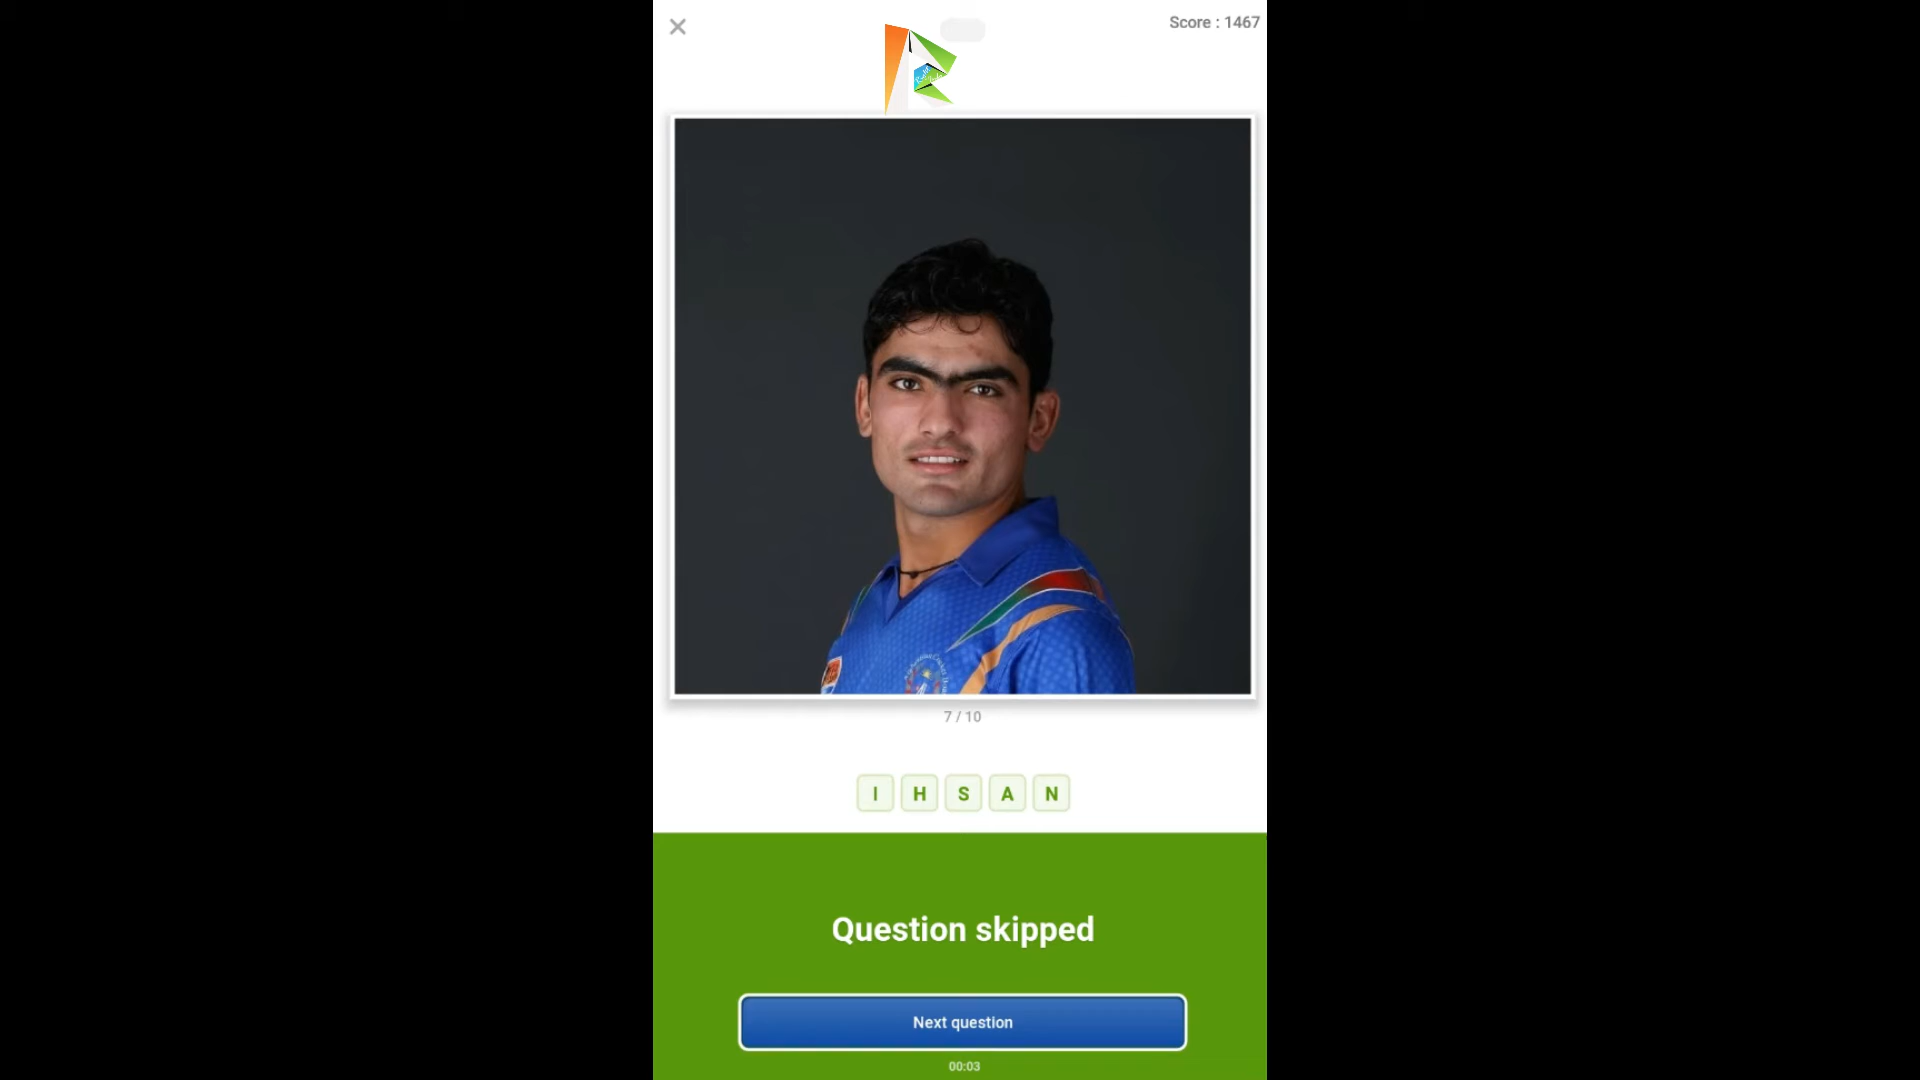 Score : 1467
7 / 10
I H S A N
Question skipped
Next question
00:03